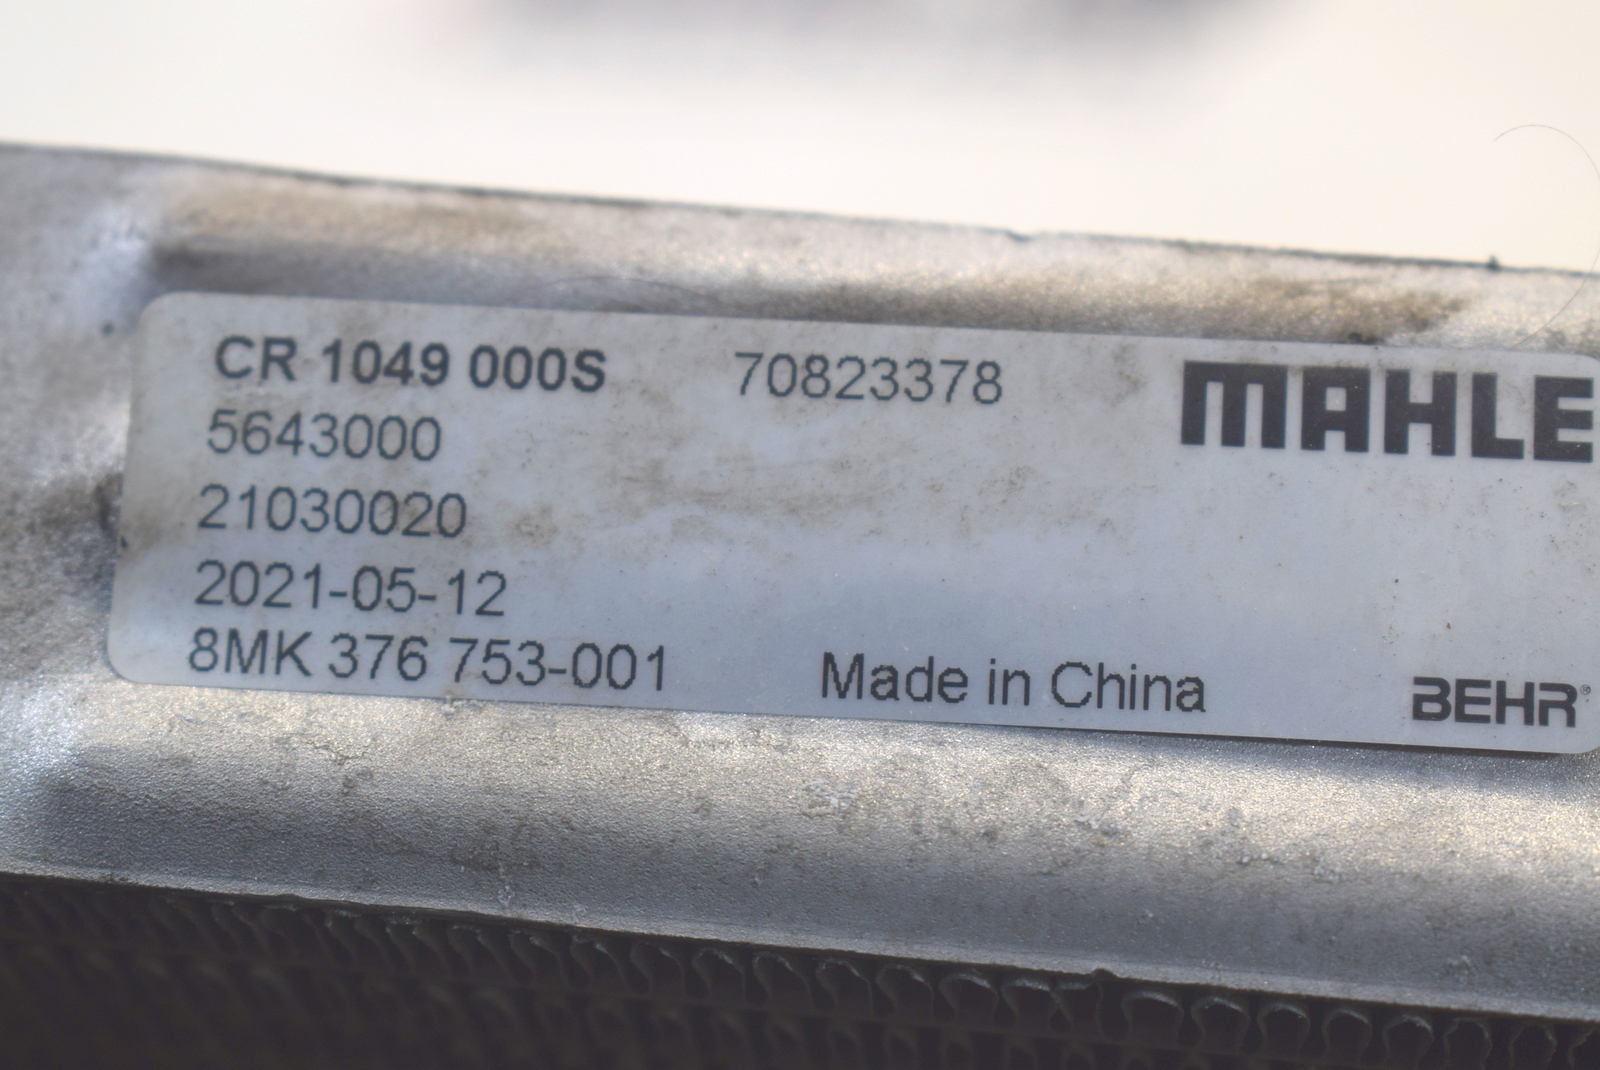 CR 1049 000S 70823378 MAHLE
5643000
21030020
2021-05-12
8MK 376 753-001 Made in China BEHR®